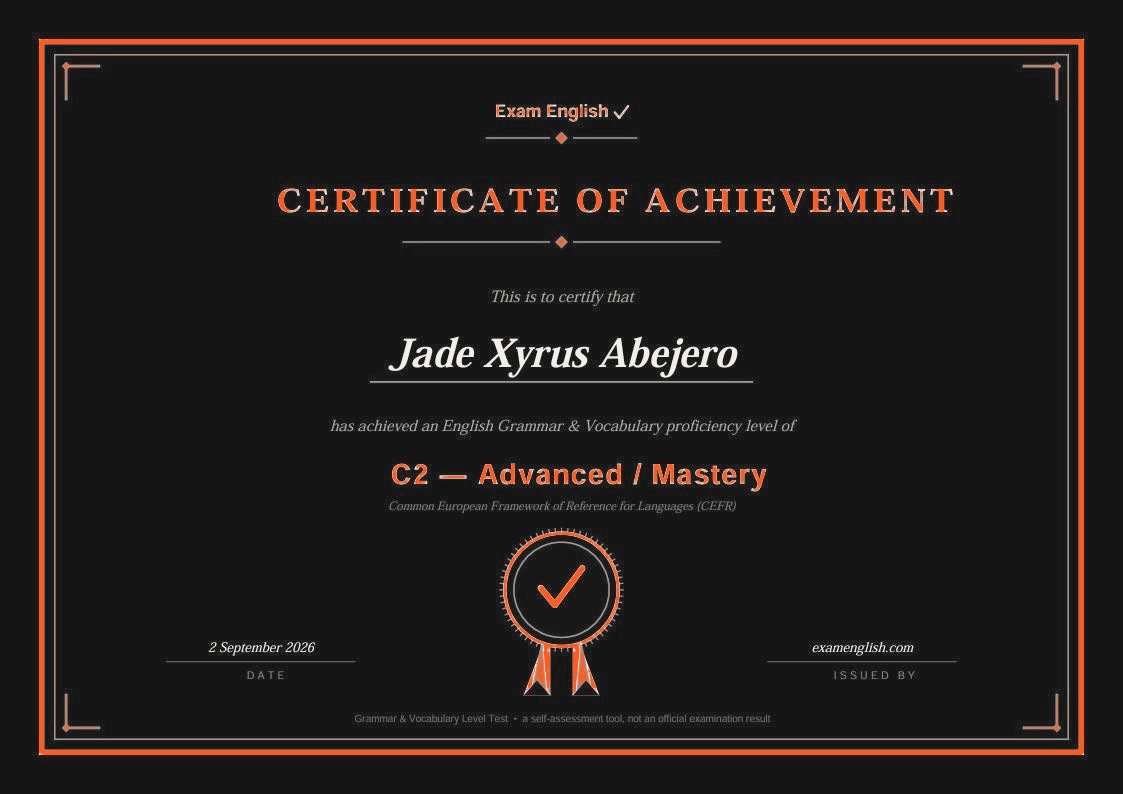 Exam English
CERTIFICATE OF ACHIEVEMENT
This is to certify that
Jade Xyrus Abejero
has achieved an English Grammar & Vocabulary proficiency level of
C2 — Advanced / Mastery
Common European Framework of Reference for Languages (CEFR)
2 September 2026
DATE
examenglish.com
ISSUED BY
Grammar & Vocabulary Level Test • a self-assessment tool, not an official examination result